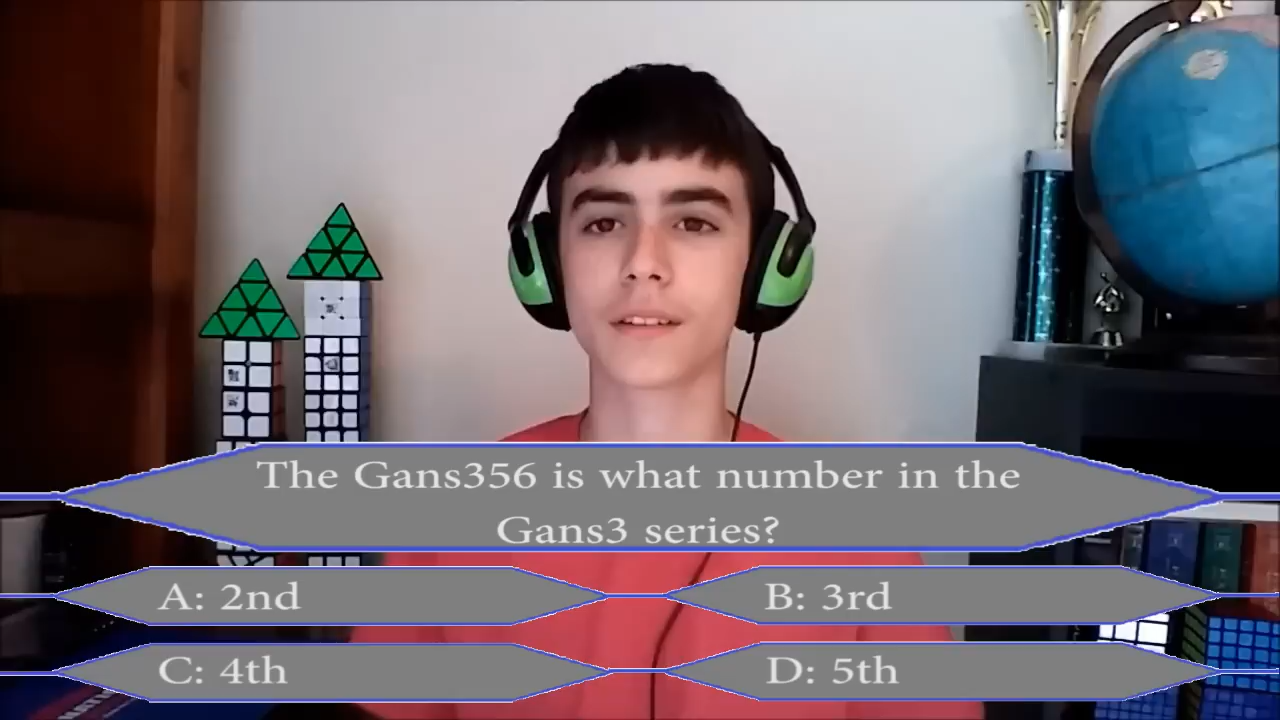 The Gans356 is what number in the
Gans3 series?
A: 2nd
B: 3rd
C: 4th
D: 5th